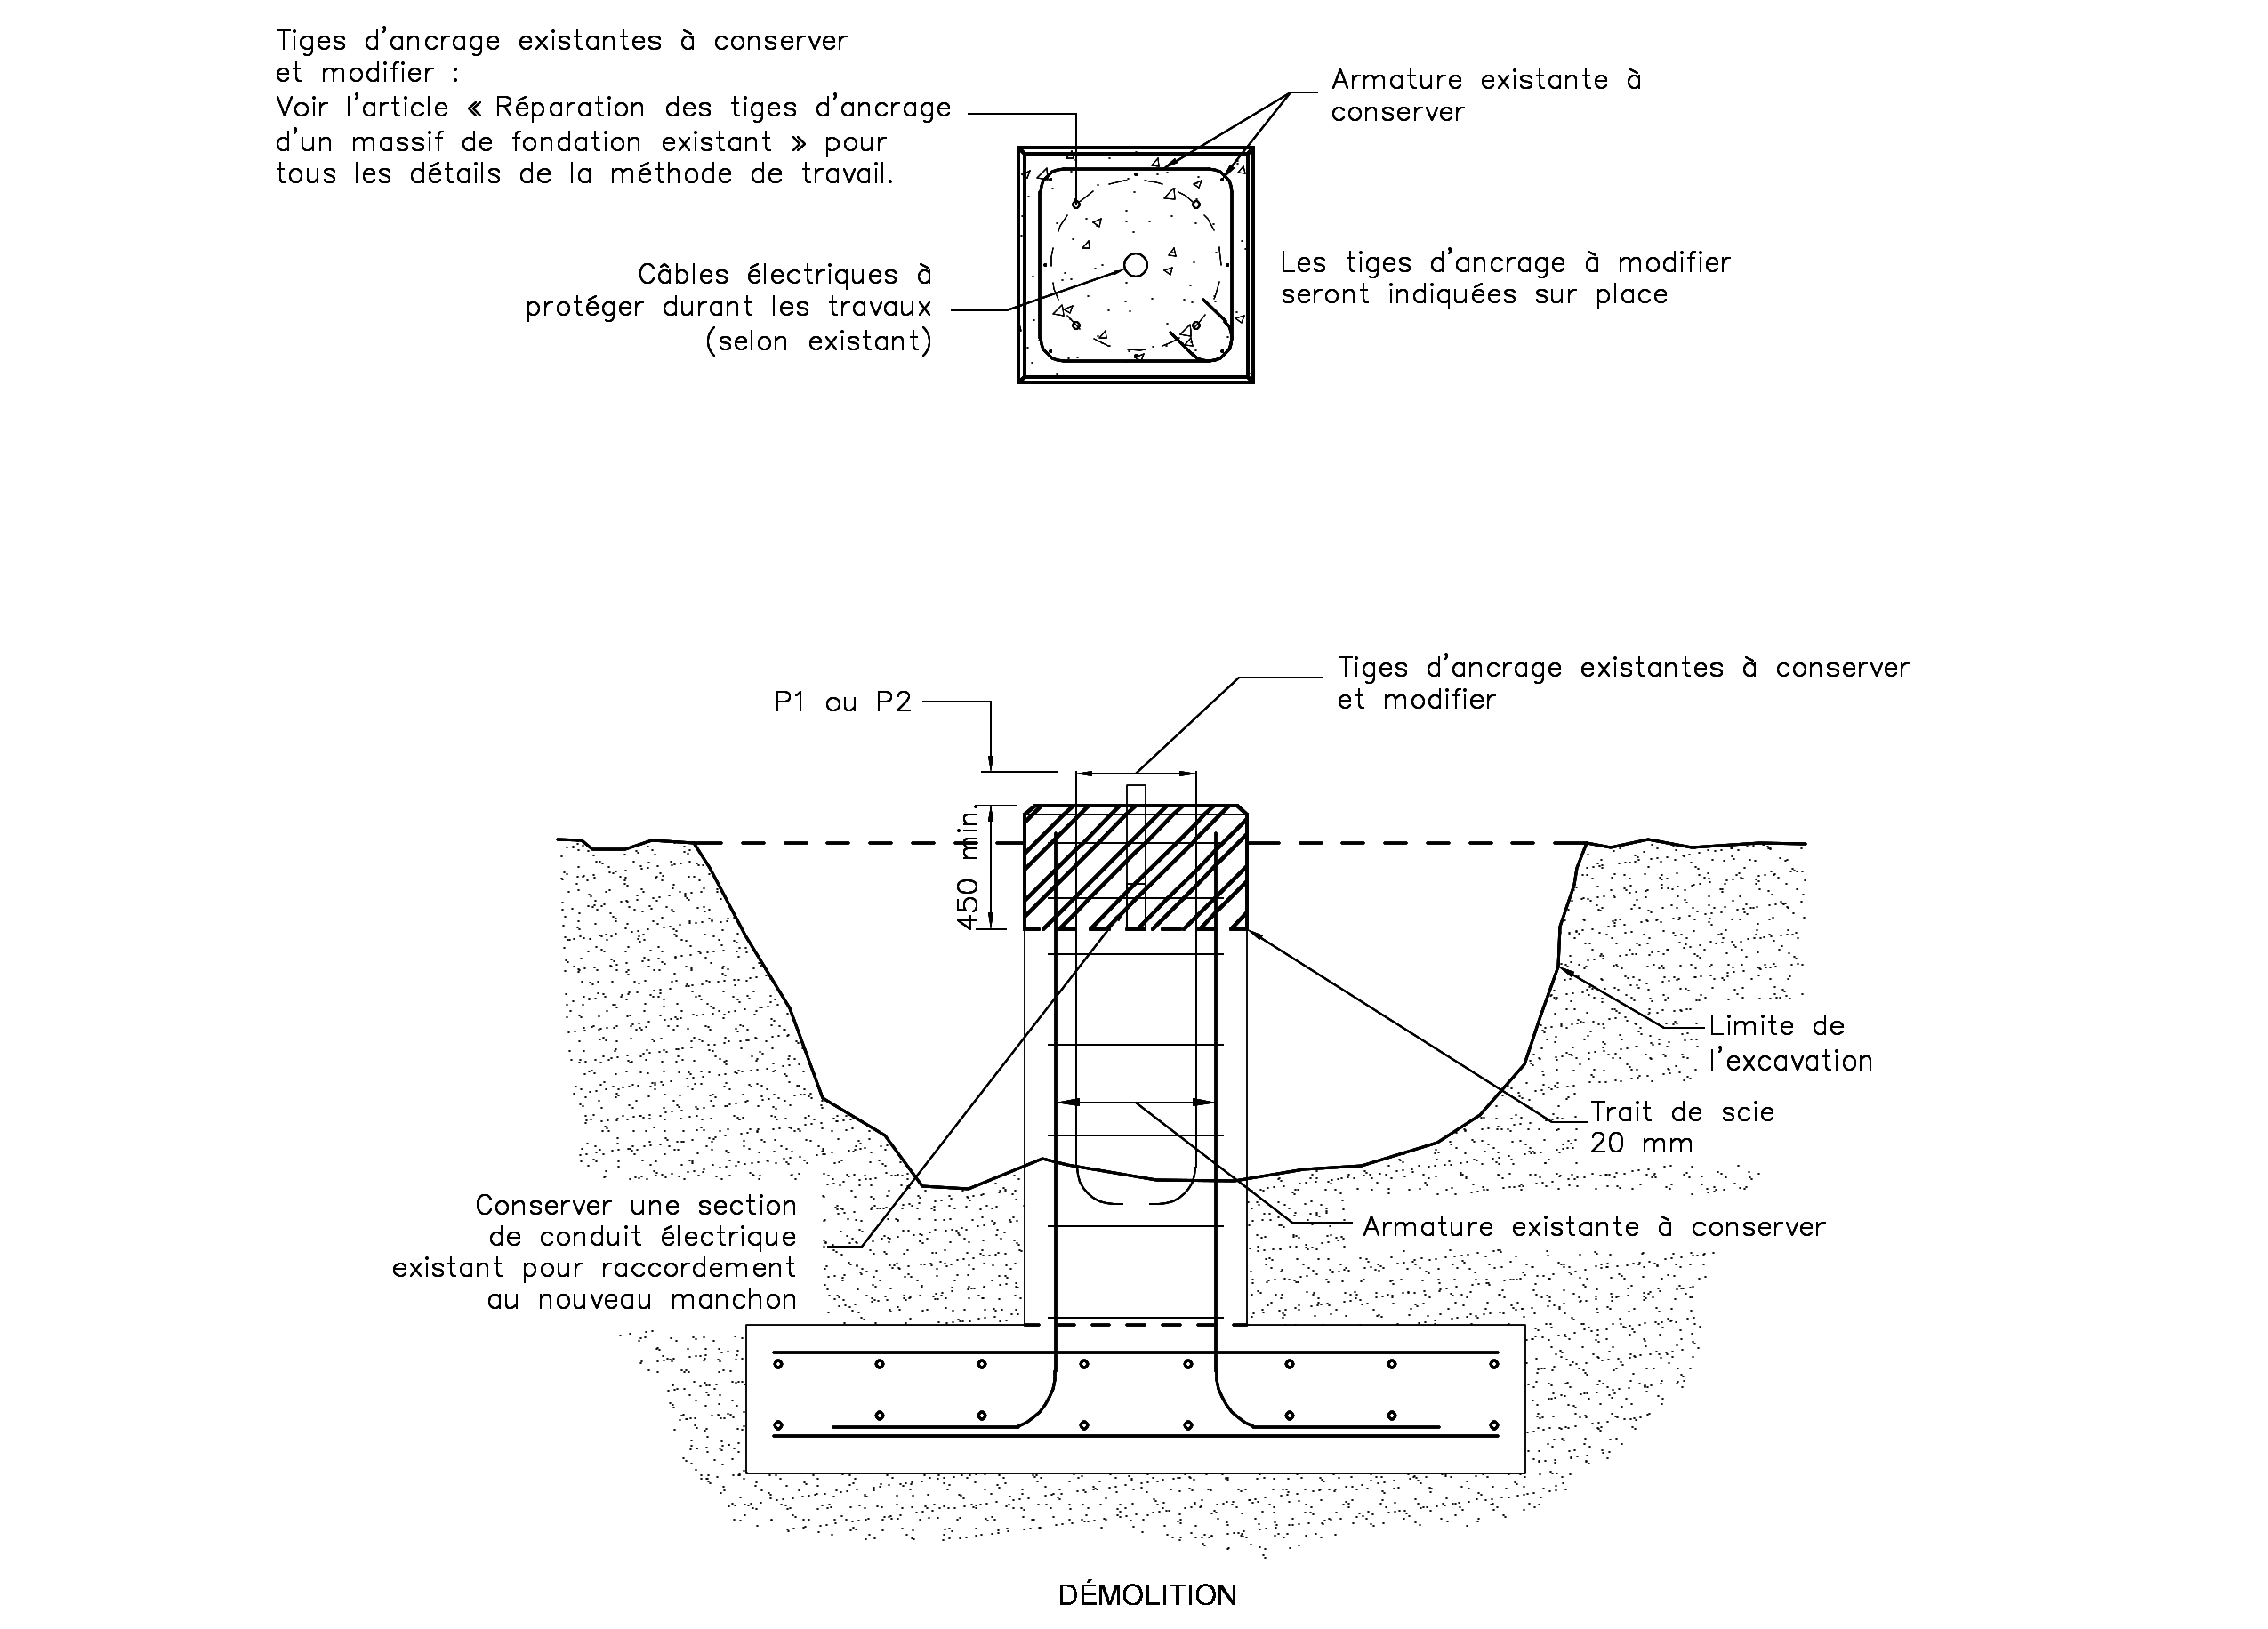 Tiges d'ancrage existantes à conserver
et modifier :
Voir l'article « Réparation des tiges d'ancrage
d'un massif de fondation existant » pour
tous les détails de la méthode de travail.
Armature existante à
conserver
Câbles électriques à
protéger durant les travaux
(selon existant)
Les tiges d'ancrage à modifier
seront indiquées sur place
Tiges d'ancrage existantes à conserver
et modifier
P1 ou P2
450 min.
Limite de
l'excavation
Trait de scie
20 mm
Conserver une section
de conduit électrique
existant pour raccordement
au nouveau manchon
Armature existante à conserver
DÉMOLITION